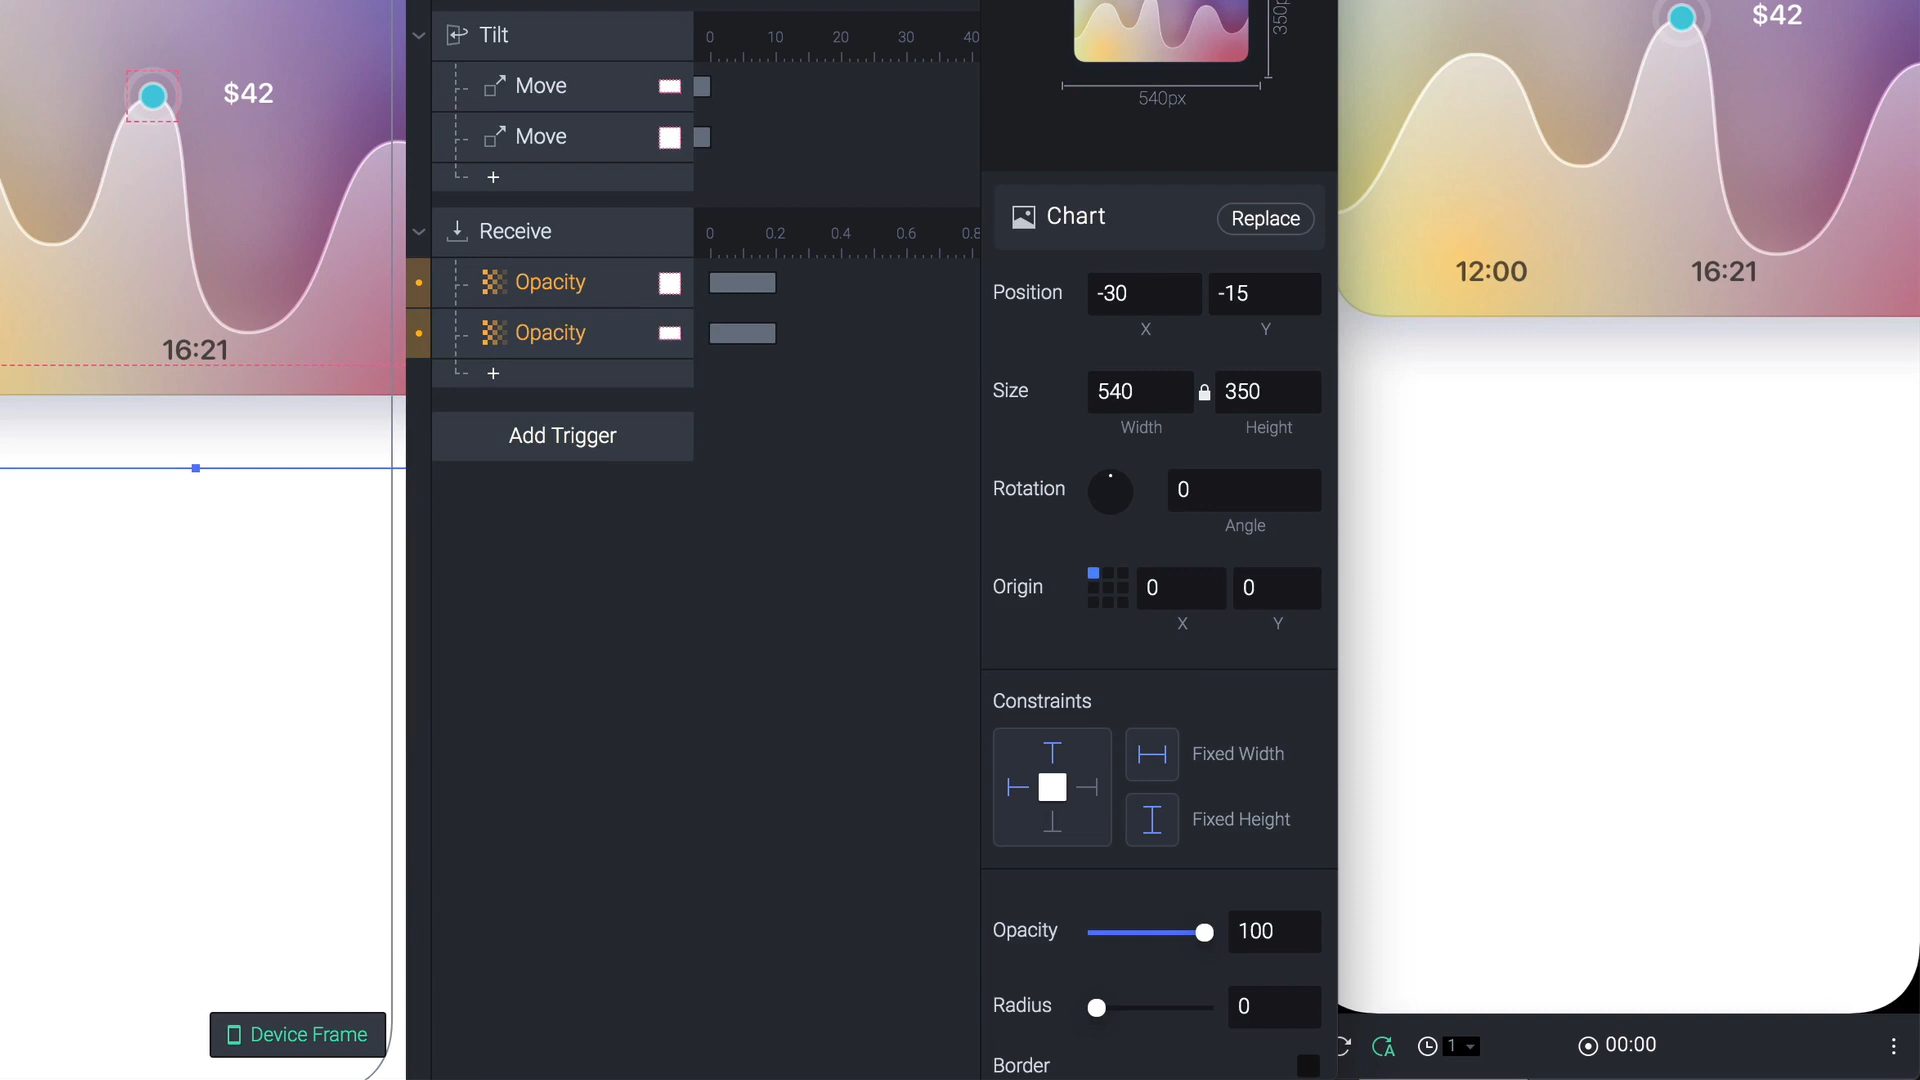 $42
16:21
Device Frame
Tilt
0 10 20 30 40
Move
Move
+
Receive
0 0.2 0.4 0.6 0.8
Opacity
Opacity
+
Add Trigger
350px
540px
Chart
Replace
Position
-30
-15
X
Y
Size
540
350
Width
Height
Rotation
0
Angle
Origin
0
0
X
Y
Constraints
Fixed Width
Fixed Height
Opacity
100
Radius
0
Border
$42
12:00
16:21
A
1
00:00